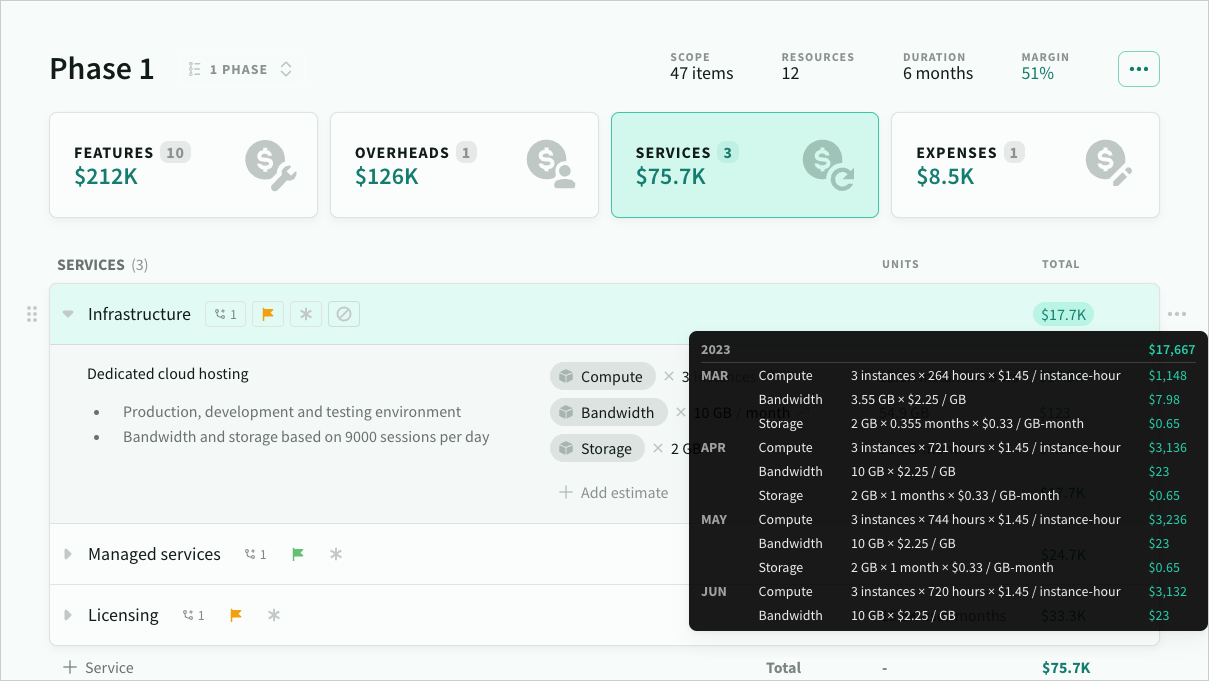 Phase 1
1 PHASE
SCOPE
47 items
RESOURCES
12
DURATION
6 months
MARGIN
51%
FEATURES 10
$212K
OVERHEADS 1
$126K
SERVICES 3
$75.7K
EXPENSES 1
$8.5K
SERVICES (3) UNITS TOTAL
Infrastructure 1 $17.7K
Dedicated cloud hosting
• Production, development and testing environment
• Bandwidth and storage based on 9000 sessions per day
Compute × 3 instances
Bandwidth × 10 GB / month
Storage × 2 GB
+ Add estimate
2023 $17,667
MAR Compute 3 instances × 264 hours × $1.45 / instance-hour $1,148
Bandwidth 3.55 GB × $2.25 / GB $7.98
Storage 2 GB × 0.355 months × $0.33 / GB-month $0.65
APR Compute 3 instances × 721 hours × $1.45 / instance-hour $3,136
Bandwidth 10 GB × $2.25 / GB $23
Storage 2 GB × 1 months × $0.33 / GB-month $0.65
MAY Compute 3 instances × 744 hours × $1.45 / instance-hour $3,236
Bandwidth 10 GB × $2.25 / GB $23
Storage 2 GB × 1 month × $0.33 / GB-month $0.65
JUN Compute 3 instances × 720 hours × $1.45 / instance-hour $3,132
Bandwidth 10 GB × $2.25 / GB $23
Managed services 1 $24.7K
Licensing 1 $33.3K
+ Service Total - $75.7K